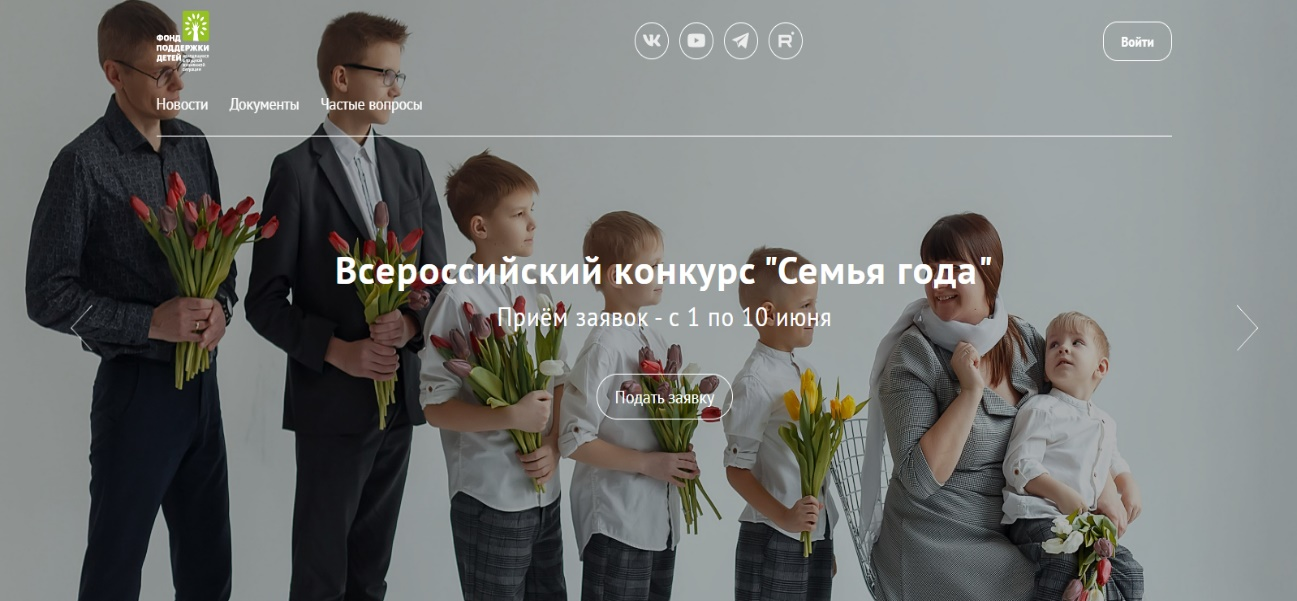 ФОНД
ПОДДЕРЖКИ
ДЕТЕЙ
Войти
Новости Документы Частые вопросы
Всероссийский конкурс "Семья года"
Приём заявок - с 1 по 10 июня
Подать заявку